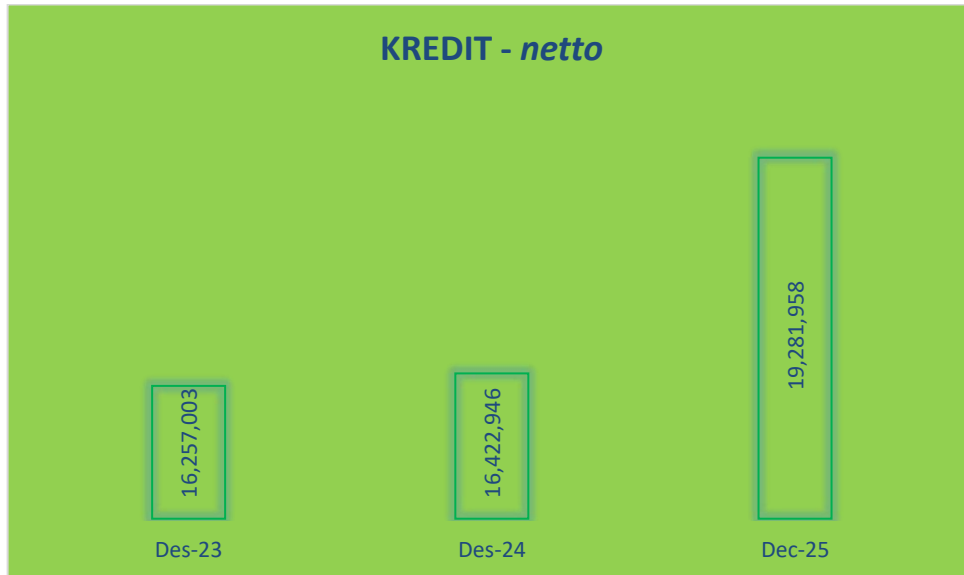 KREDIT - netto
16,257,003
16,422,946
19,281,958
Des-23
Des-24
Dec-25